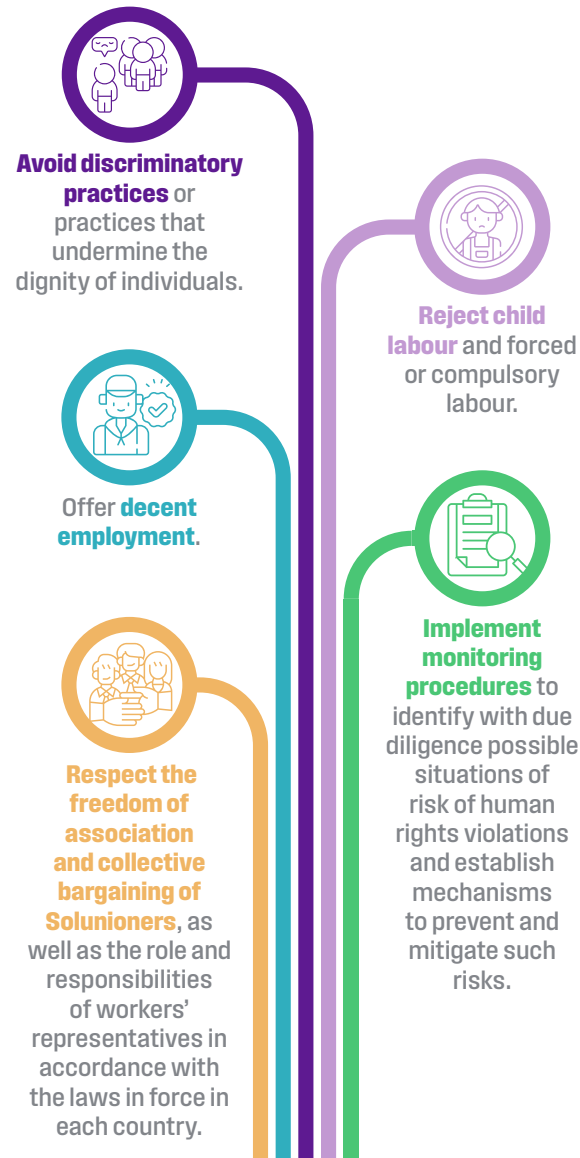 Avoid discriminatory
practices or
practices that
undermine the
dignity of individuals.
Reject child
labour and forced
or compulsory
labour.
Offer decent
employment.
Implement
monitoring
procedures to
identify with due
diligence possible
situations of
risk of human
rights violations
and establish
mechanisms
to prevent and
mitigate such
risks.
Respect the
freedom of
association
and collective
bargaining of
Solunioners, as
well as the role and
responsibilities
of workers’
representatives in
accordance with
the laws in force in
each country.